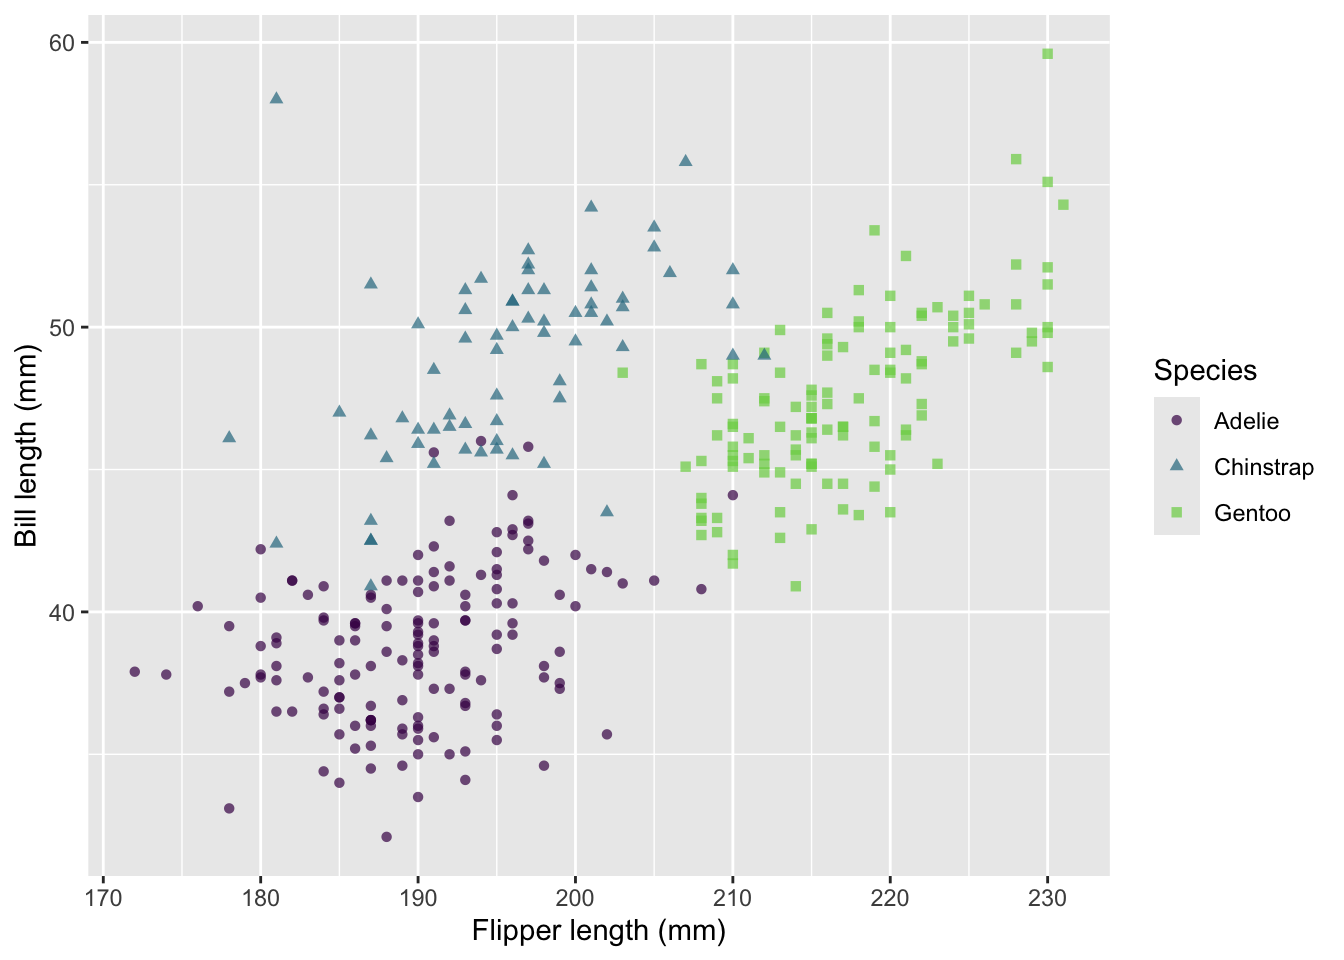 60
50
40
Bill length (mm)
170 180 190 200 210 220 230
Flipper length (mm)
Species
Adelie
Chinstrap
Gentoo